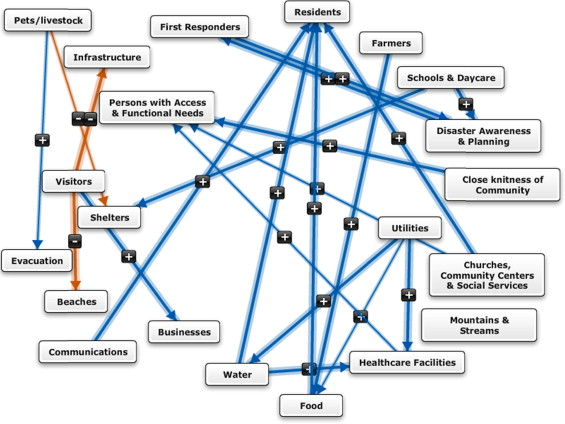 Residents
Pets/livestock
First Responders
Farmers
Infrastructure
Schools & Daycare
Persons with Access
& Functional Needs
Disaster Awareness
& Planning
Visitors
Close knitness of
Community
Shelters
Utilities
Evacuation
Churches,
Community Centers
& Social Services
Beaches
Mountains &
Streams
Businesses
Communications
Healthcare Facilities
Water
Food